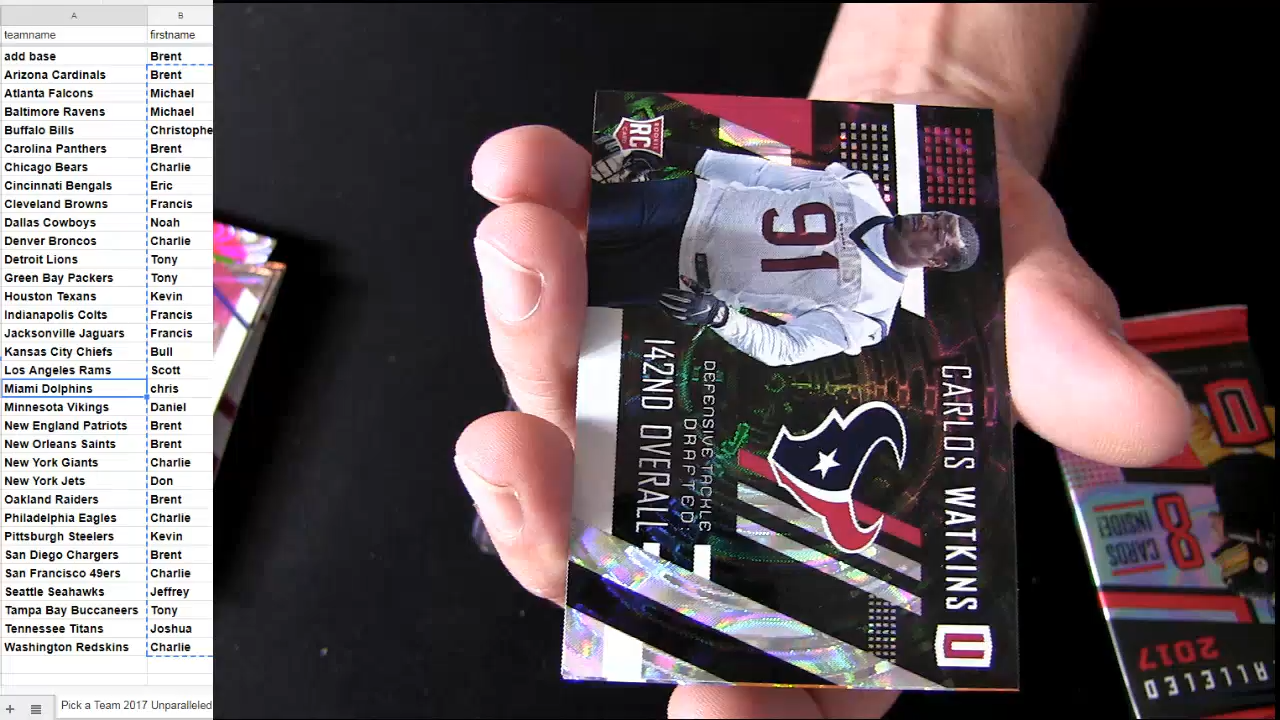 A B
teamname firstname
add base Brent
Arizona Cardinals Brent
Atlanta Falcons Michael
Baltimore Ravens Michael
Buffalo Bills Christophe
Carolina Panthers Brent
Chicago Bears Charlie
Cincinnati Bengals Eric
Cleveland Browns Francis
Dallas Cowboys Noah
Denver Broncos Charlie
Detroit Lions Tony
Green Bay Packers Tony
Houston Texans Kevin
Indianapolis Colts Francis
Jacksonville Jaguars Francis
Kansas City Chiefs Bull
Los Angeles Rams Scott
Miami Dolphins chris
Minnesota Vikings Daniel
New England Patriots Brent
New Orleans Saints Brent
New York Giants Charlie
New York Jets Don
Oakland Raiders Brent
Philadelphia Eagles Charlie
Pittsburgh Steelers Kevin
San Diego Chargers Brent
San Francisco 49ers Charlie
Seattle Seahawks Jeffrey
Tampa Bay Buccaneers Tony
Tennessee Titans Joshua
Washington Redskins Charlie
Pick a Team 2017 Unparalleled
CARLOS WATKINS
U
DEFENSIVE TACKLE
DRAFTED:
142ND OVERALL
RC
TEXANS
91
8
CARDS
INSIDE!
2017
ALLELED